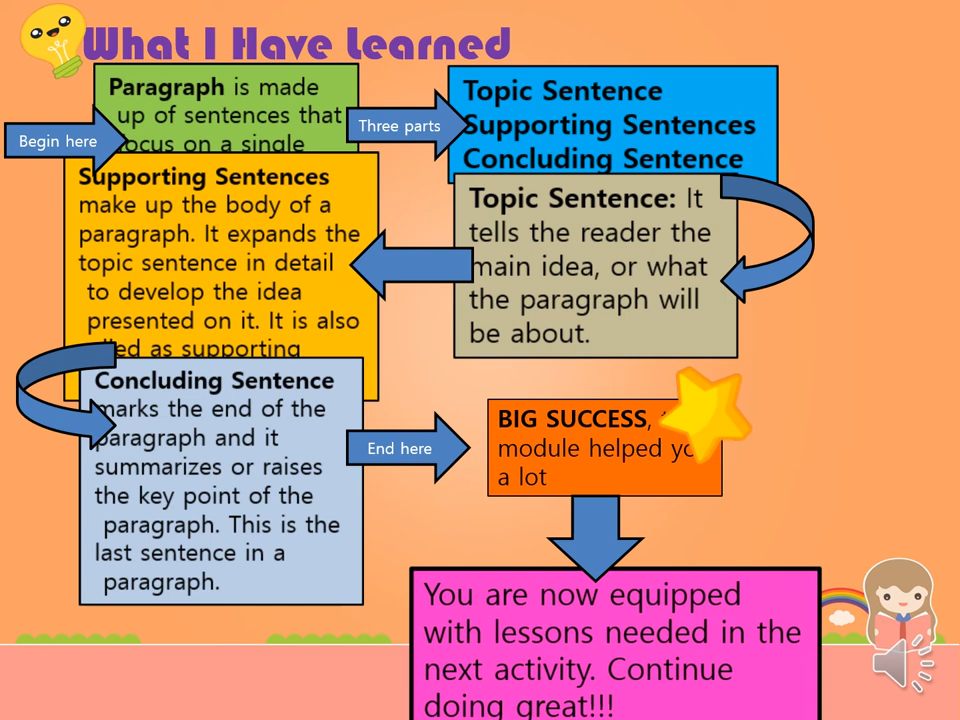 What I Have Learned
Begin here
Paragraph is made
up of sentences that
focus on a single
Three parts
Topic Sentence
Supporting Sentences
Concluding Sentence
Topic Sentence: It
tells the reader the
main idea, or what
the paragraph will
be about.
Supporting Sentences
make up the body of a
paragraph. It expands the
topic sentence in detail
to develop the idea
presented on it. It is also
as supporting
Concluding Sentence
marks the end of the
paragraph and it
summarizes or raises
the key point of the
paragraph. This is the
last sentence in a
paragraph.
End here
BIG SUCCESS,
module helped you
a lot
You are now equipped
with lessons needed in the
next activity. Continue
doing great!!!